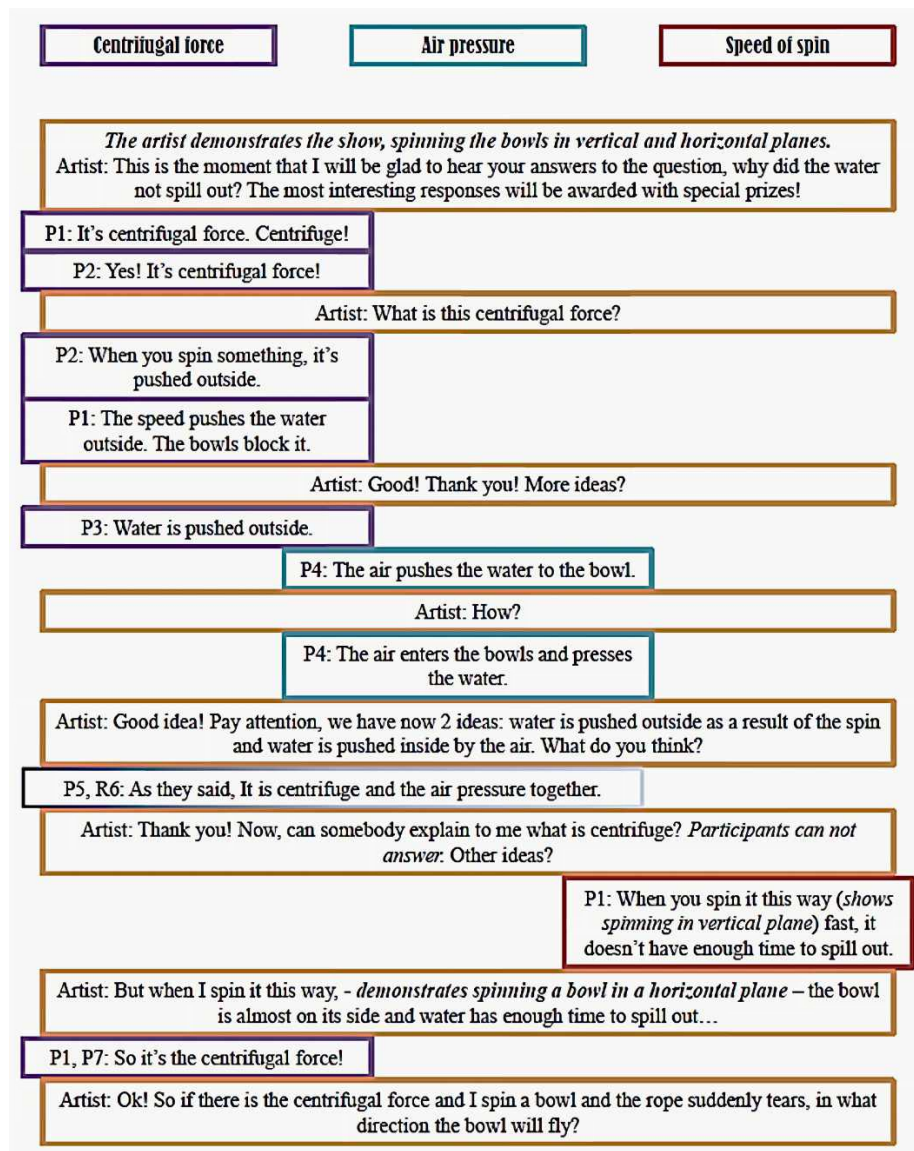 Centrifugal force
Air pressure
Speed of spin
The artist demonstrates the show, spinning the bowls in vertical and horizontal planes.
Artist: This is the moment that I will be glad to hear your answers to the question, why did the water
not spill out? The most interesting responses will be awarded with special prizes!
P1: It's centrifugal force. Centrifuge!
P2: Yes! It's centrifugal force!
Artist: What is this centrifugal force?
P2: When you spin something, it's
pushed outside.
P1: The speed pushes the water
outside. The bowls block it.
Artist: Good! Thank you! More ideas?
P3: Water is pushed outside.
P4: The air pushes the water to the bowl.
Artist: How?
P4: The air enters the bowls and presses
the water.
Artist: Good idea! Pay attention, we have now 2 ideas: water is pushed outside as a result of the spin
and water is pushed inside by the air. What do you think?
P5, R6: As they said, It is centrifuge and the air pressure together.
Artist: Thank you! Now, can somebody explain to me what is centrifuge? Participants can not
answer. Other ideas?
P1: When you spin it this way (shows
spinning in vertical plane) fast, it
doesn't have enough time to spill out.
Artist: But when I spin it this way, - demonstrates spinning a bowl in a horizontal plane – the bowl
is almost on its side and water has enough time to spill out…
P1, P7: So it's the centrifugal force!
Artist: Ok! So if there is the centrifugal force and I spin a bowl and the rope suddenly tears, in what
direction the bowl will fly?